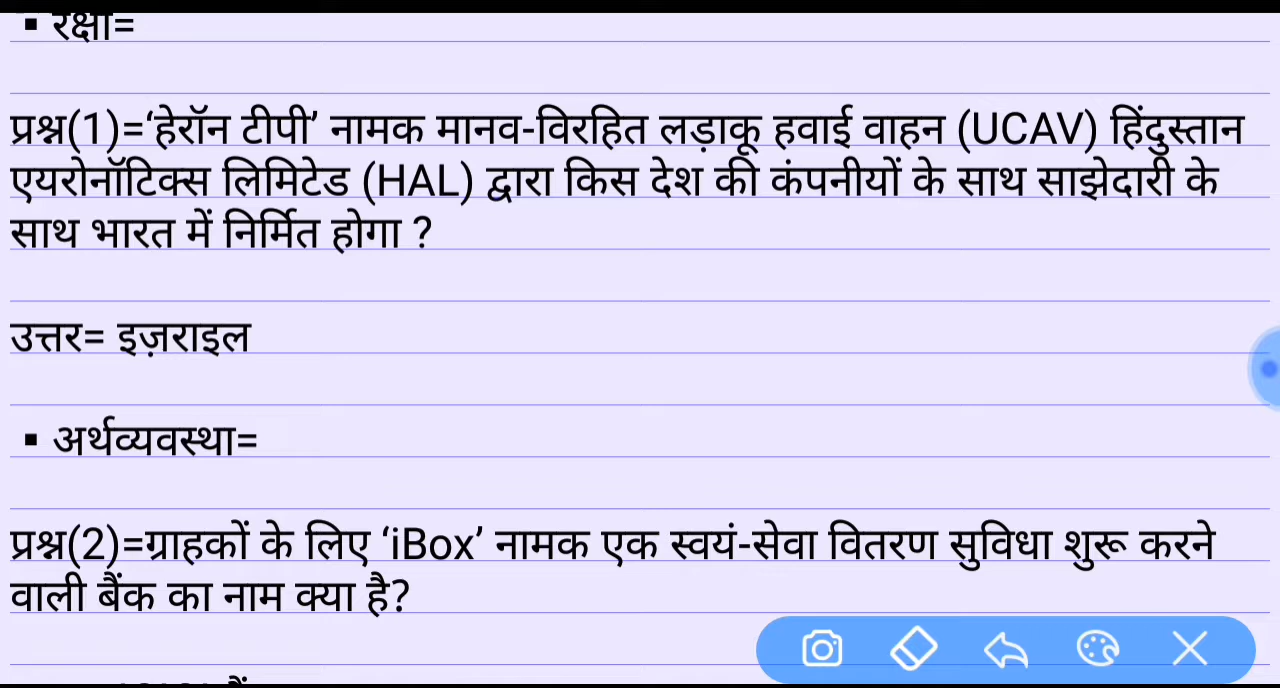 ▪ रक्षा=
प्रश्न(1)=‘हेरॉन टीपी’ नामक मानव-विरहित लड़ाकू हवाई वाहन (UCAV) हिंदुस्तान
एयरोनॉटिक्स लिमिटेड (HAL) द्वारा किस देश की कंपनीयों के साथ साझेदारी के
साथ भारत में निर्मित होगा ?
उत्तर= इज़राइल
▪ अर्थव्यवस्था=
प्रश्न(2)=ग्राहकों के लिए ‘iBox’ नामक एक स्वयं-सेवा वितरण सुविधा शुरू करने
वाली बैंक का नाम क्या है?